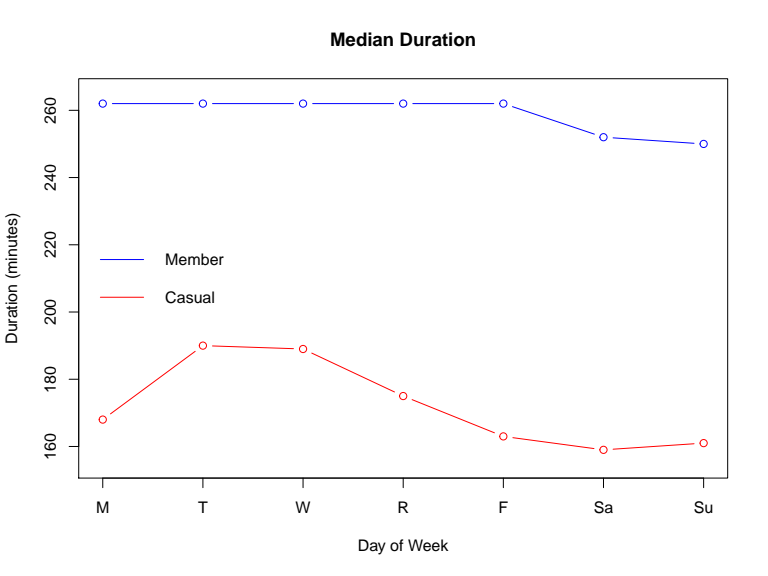 Median Duration
Duration (minutes)
260
240
220
200
180
160
Member
Casual
M T W R F Sa Su
Day of Week